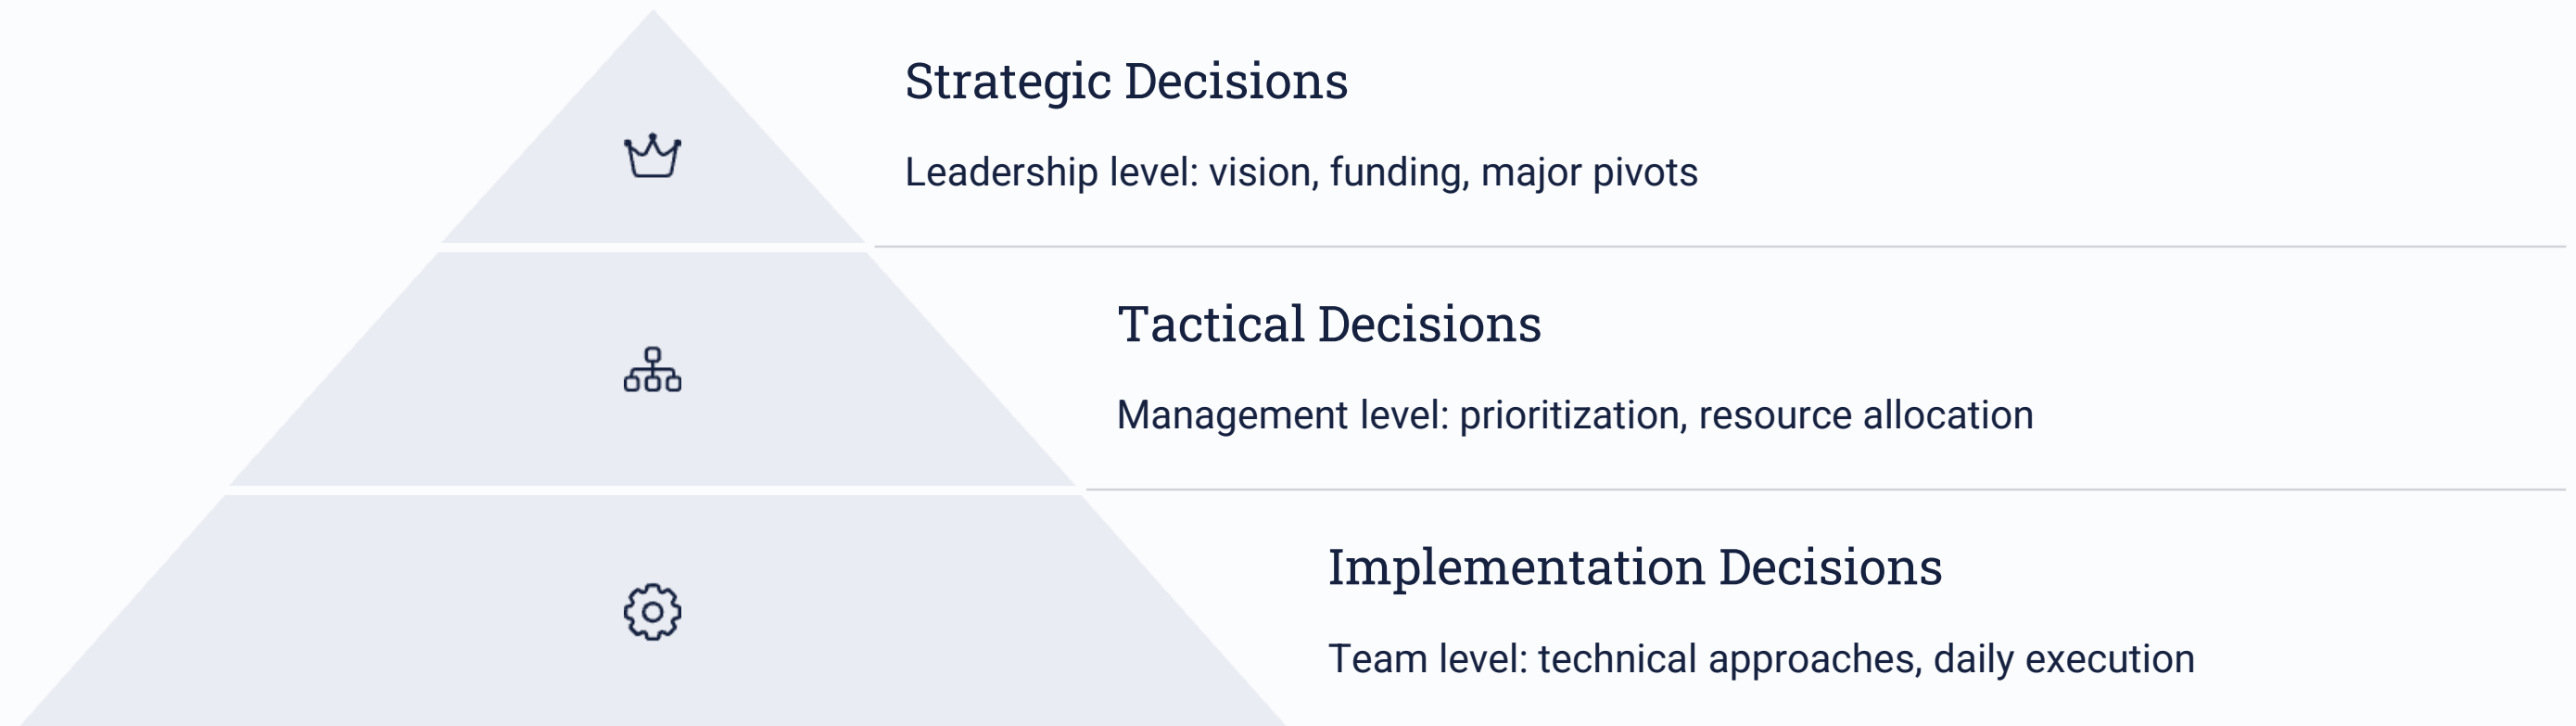 Strategic Decisions
Leadership level: vision, funding, major pivots
Tactical Decisions
Management level: prioritization, resource allocation
Implementation Decisions
Team level: technical approaches, daily execution